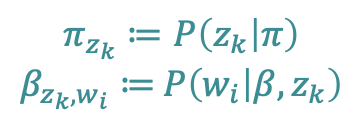 π_{z_k} ≔ P(z_k|π)
β_{z_k,w_i} ≔ P(w_i|β, z_k)